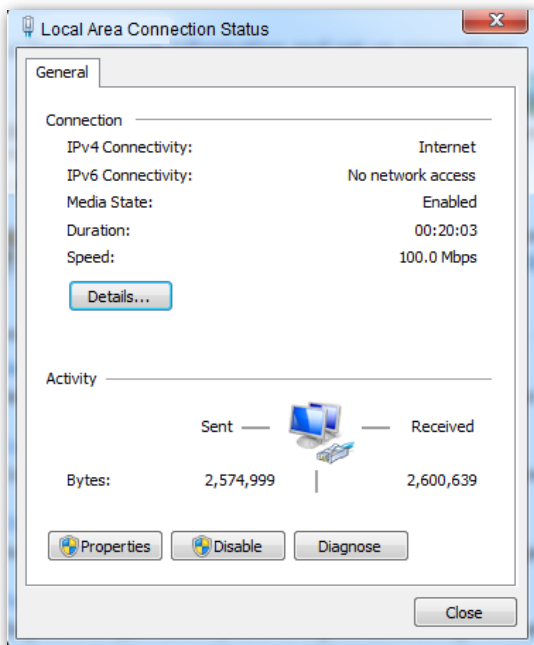 Local Area Connection Status
General
Connection
IPv4 Connectivity: Internet
IPv6 Connectivity: No network access
Media State: Enabled
Duration: 00:20:03
Speed: 100.0 Mbps
Details...
Activity
Sent Received
Bytes: 2,574,999 2,600,639
Properties Disable Diagnose
Close